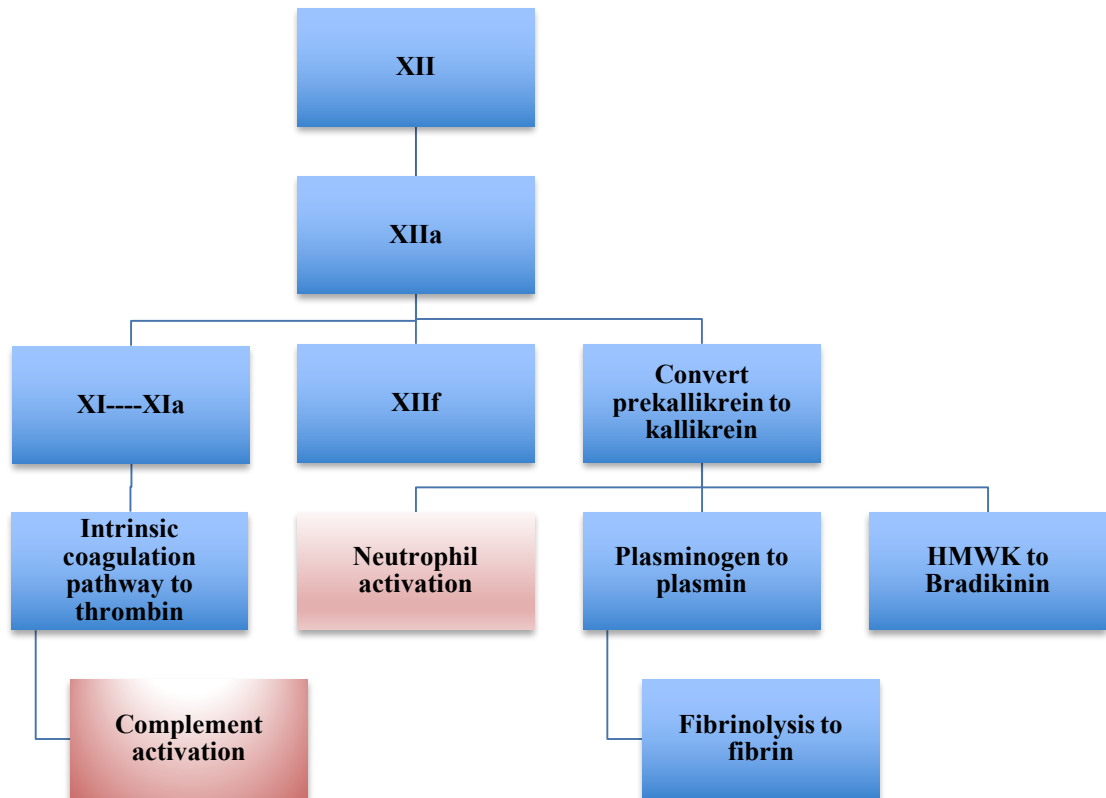 XII
XIIa
XI----XIa
XIIf
Convert
prekallikrein to
kallikrein
Intrinsic
coagulation
pathway to
thrombin
Neutrophil
activation
Plasminogen to
plasmin
HMWK to
Bradikinin
Complement
activation
Fibrinolysis to
fibrin